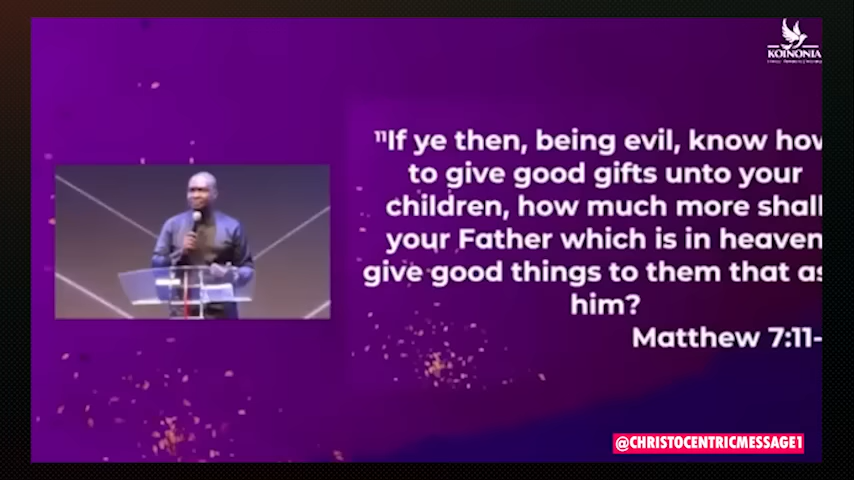 KOINONIA
11If ye then, being evil, know how
to give good gifts unto your
children, how much more shall
your Father which is in heaven
give good things to them that as
him?
Matthew 7:11-
@CHRISTOCENTRICMESSAGE1